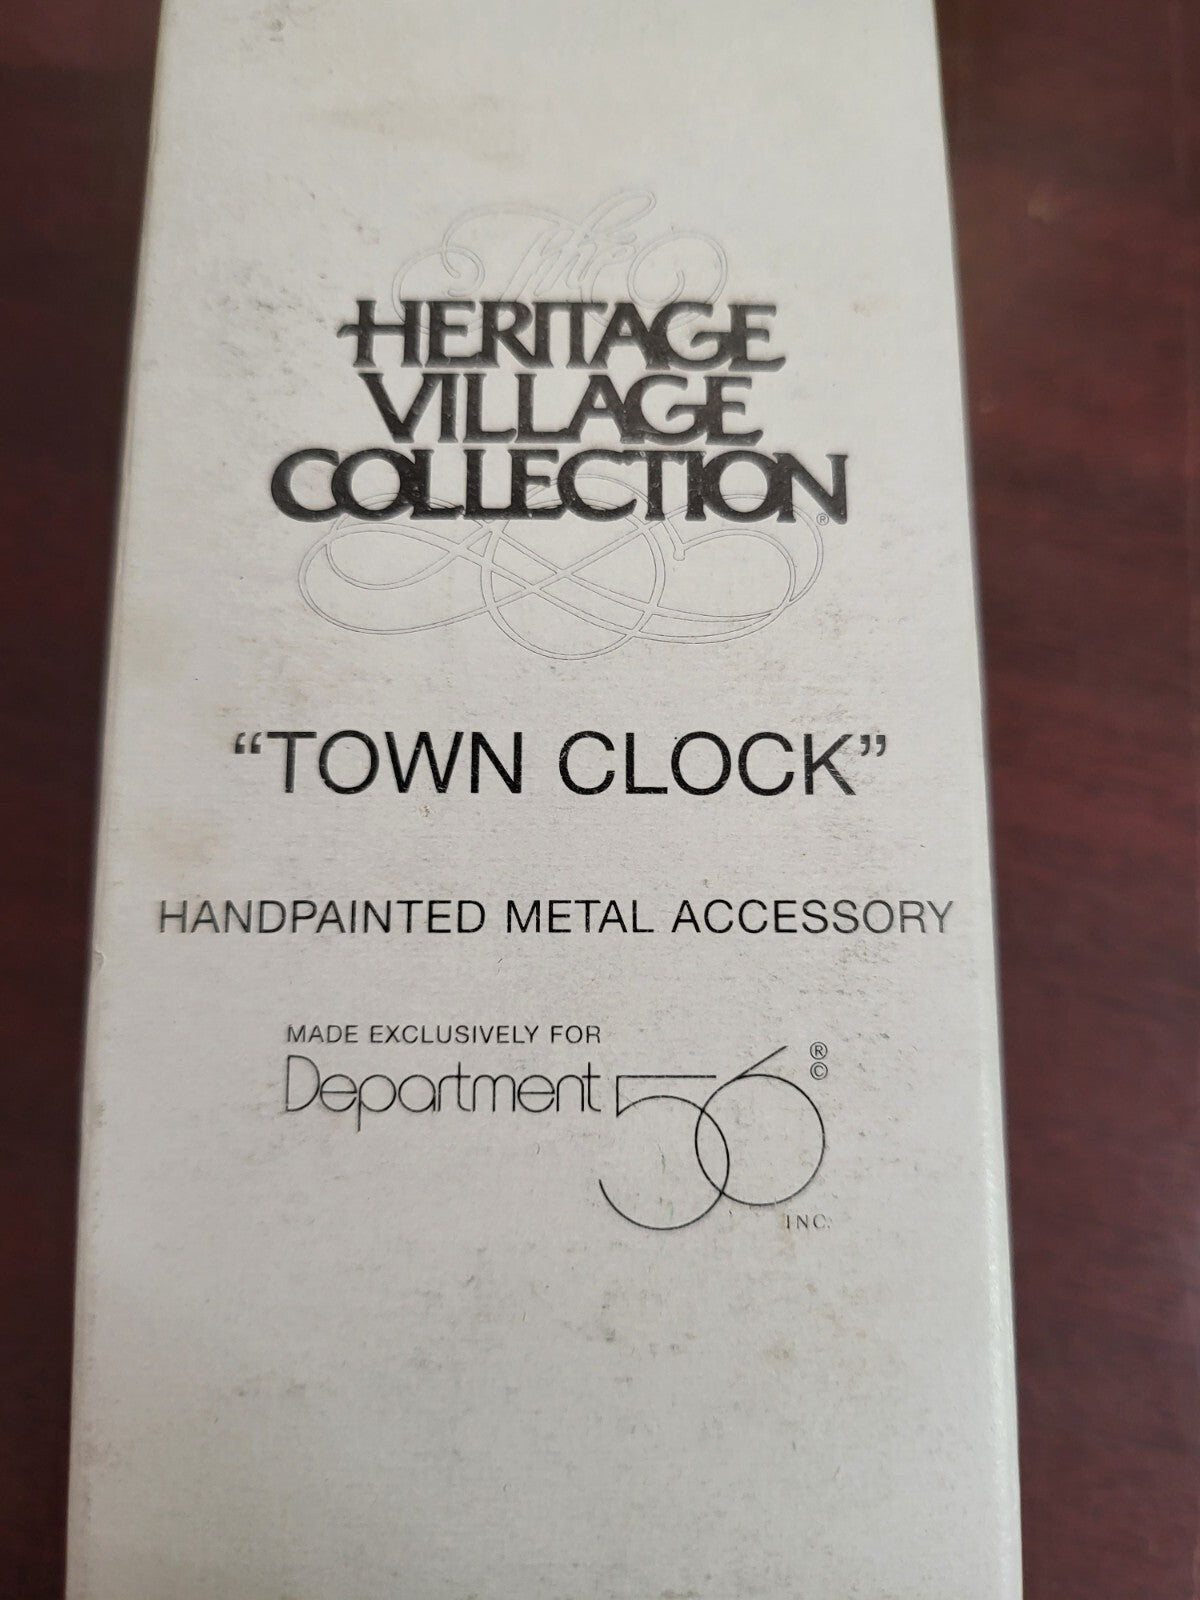 The
HERITAGE
VILLAGE
COLLECTION®
“TOWN CLOCK”
HANDPAINTED METAL ACCESSORY
MADE EXCLUSIVELY FOR
Department 56®©
INC.